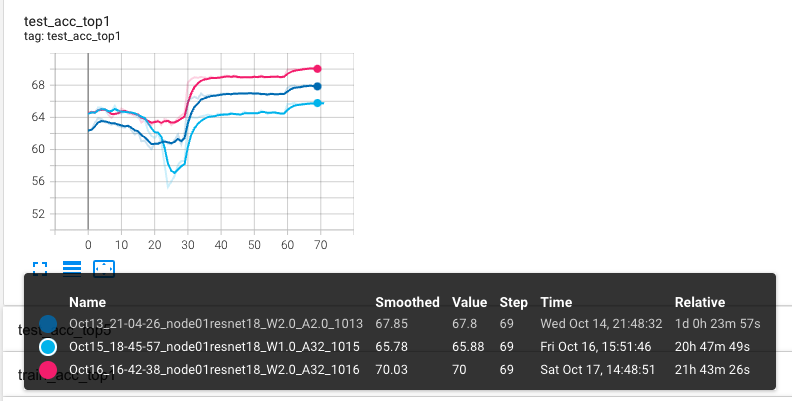 test_acc_top1
tag: test_acc_top1
68
64
60
56
52
0 10 20 30 40 50 60 70
Name Smoothed Value Step Time Relative
Oct13_21-04-26_node01resnet18_W2.0_A2.0_1013 67.85 67.8 69 Wed Oct 14, 21:48:32 1d 0h 23m 57s
test_acc_top5
Oct15_18-45-57_node01resnet18_W1.0_A32_1015 65.78 65.88 69 Fri Oct 16, 15:51:46 20h 47m 49s
Oct16_16-42-38_node01resnet18_W2.0_A32_1016 70.03 70 69 Sat Oct 17, 14:48:51 21h 43m 26s
train_acc_top1